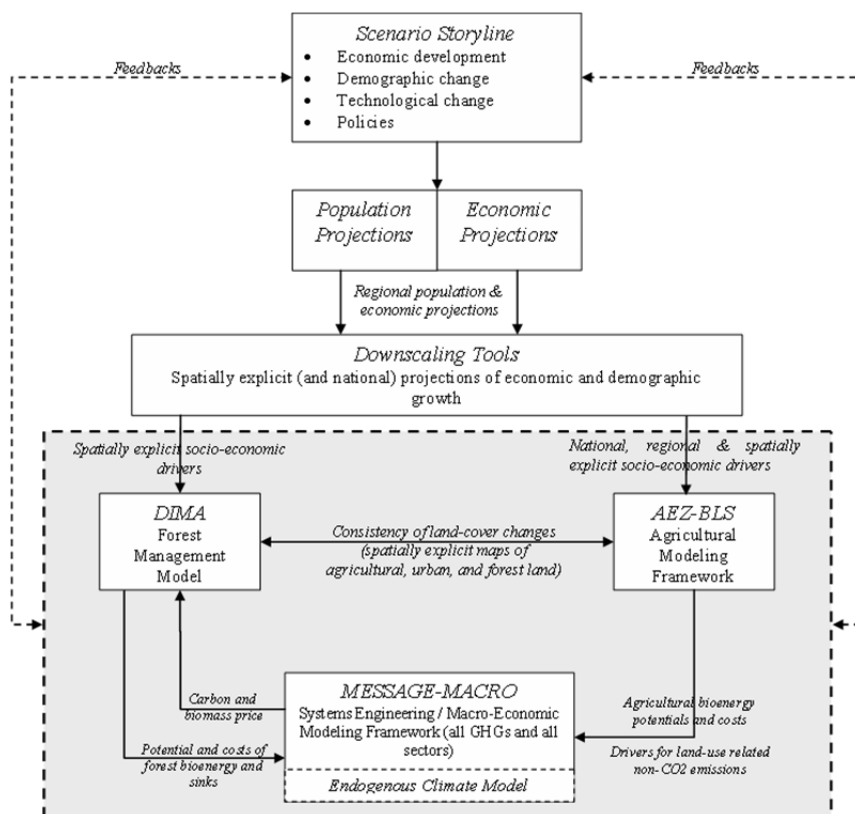 Scenario Storyline
• Economic development
• Demographic change
• Technological change
• Policies
Feedbacks
Feedbacks
Population
Projections
Economic
Projections
Regional population &
economic projections
Downscaling Tools
Spatially explicit (and national) projections of economic and demographic
growth
Spatially explicit socio-economic
drivers
National, regional & spatially
explicit socio-economic drivers
DIMA
Forest
Management
Model
Consistency of land-cover changes
(spatially explicit maps of
agricultural, urban, and forest land)
AEZ-BLS
Agricultural
Modeling
Framework
Carbon and
biomass price
Potential and costs of
forest bioenergy and
sinks
MESSAGE-MACRO
Systems Engineering / Macro-Economic
Modeling Framework (all GHGs and all
sectors)
Endogenous Climate Model
Agricultural bioenergy
potentials and costs
Drivers for land-use related
non-CO2 emissions